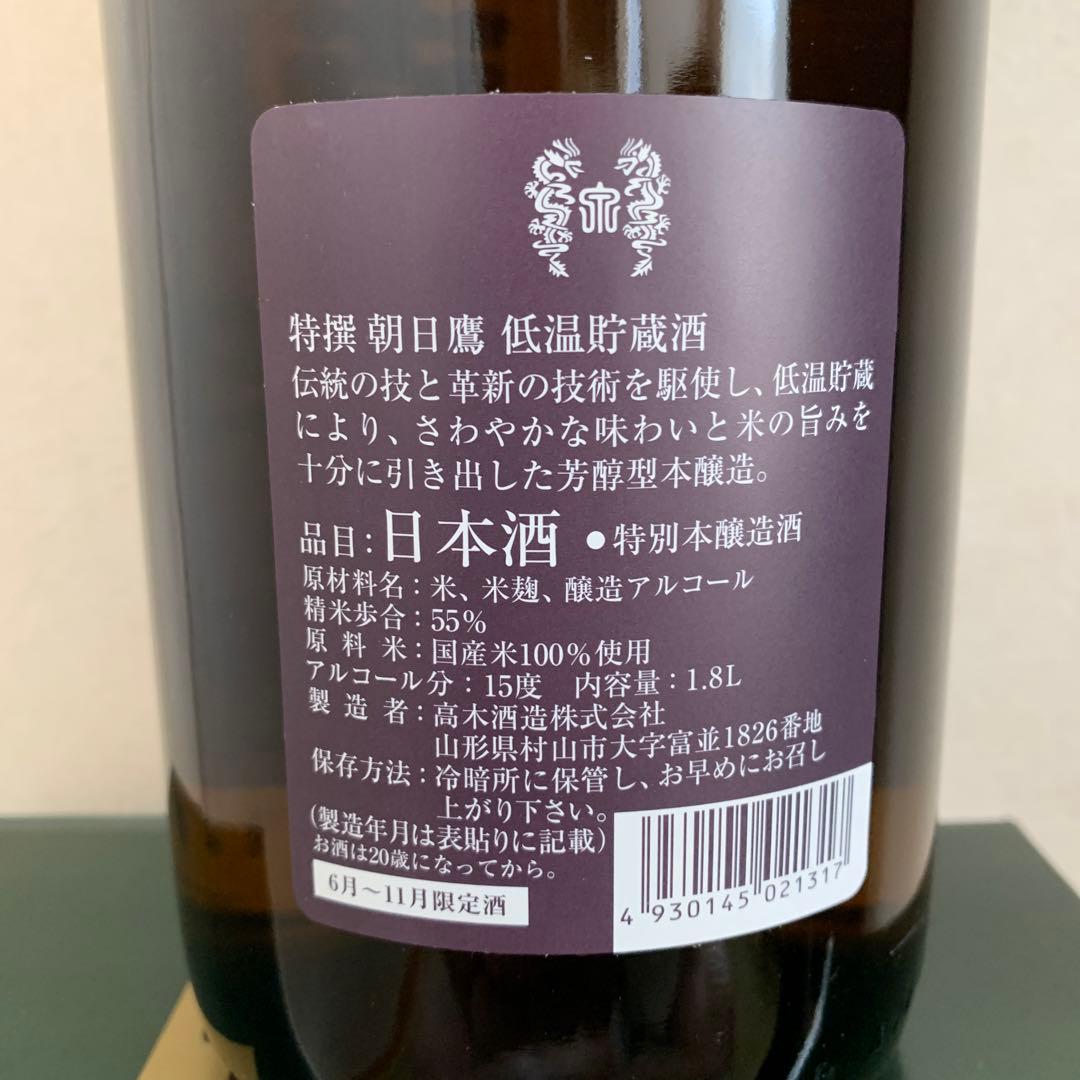 特撰 朝日鷹 低温貯蔵酒
伝統の技と革新の技術を駆使し、低温貯蔵
により、さわやかな味わいと米の旨みを
十分に引き出した芳醇型本醸造。
品目：日本酒 ●特別本醸造酒
原材料名：米、米麹、醸造アルコール
精米歩合：55%
原料米：国産米100%使用
アルコール分：15度 内容量：1.8L
製造者：高木酒造株式会社
山形県村山市大字富並1826番地
保存方法：冷暗所に保管し、お早めにお召し
上がり下さい。
(製造年月は表貼りに記載)
お酒は20歳になってから。
6月～11月限定酒
4 930145 021317